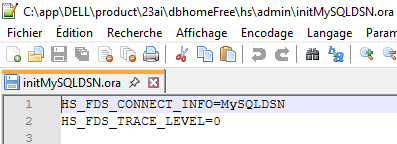 C:\app\DELL\product\23ai\dbhomeFree\hs\admin\initMySQLDSN.ora
Fichier Édition Recherche Affichage Encodage Langage Param
initMySQLDSN.ora
1 HS_FDS_CONNECT_INFO=MySQLDSN
2 HS_FDS_TRACE_LEVEL=0
3